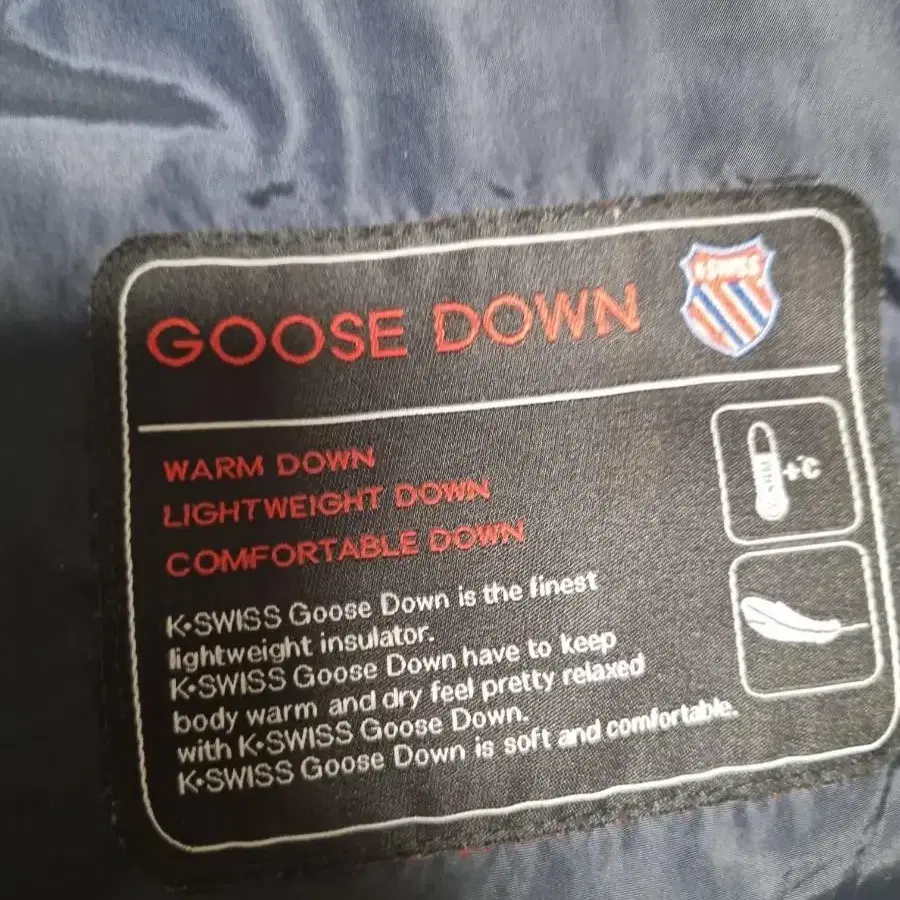 GOOSE DOWN
K·SWISS
WARM DOWN
LIGHTWEIGHT DOWN
COMFORTABLE DOWN
+°C
K·SWISS Goose Down is the finest
lightweight insulator.
K·SWISS Goose Down have to keep
body warm and dry feel pretty relaxed
with K·SWISS Goose Down.
K·SWISS Goose Down is soft and comfortable.